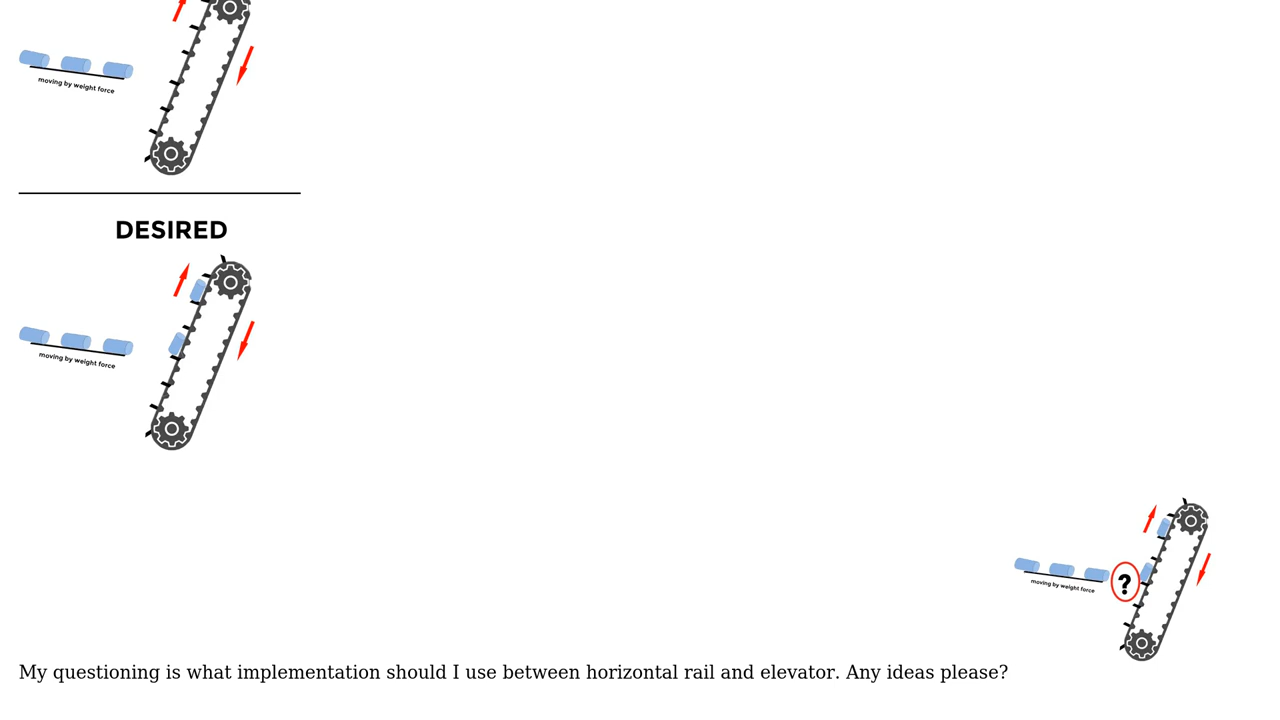 moving by weight force
DESIRED
moving by weight force
?
moving by weight force
My questioning is what implementation should I use between horizontal rail and elevator. Any ideas please?